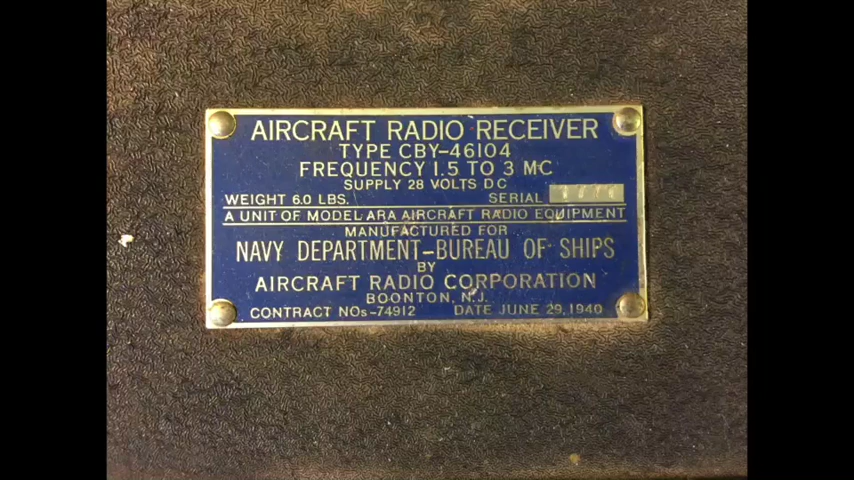 AIRCRAFT RADIO RECEIVER
TYPE CBY-46104
FREQUENCY 1.5 TO 3 MC
SUPPLY 28 VOLTS DC
WEIGHT 6.0 LBS. SERIAL
A UNIT OF MODEL ARA AIRCRAFT RADIO EQUIPMENT
MANUFACTURED FOR
NAVY DEPARTMENT-BUREAU OF SHIPS
BY
AIRCRAFT RADIO CORPORATION
BOONTON, N.J.
CONTRACT NOs-74912 DATE JUNE 29, 1940